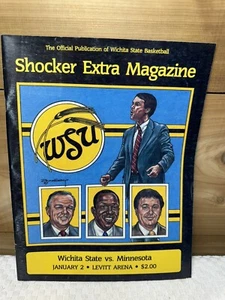 The Official Publication of Wichita State Basketball
Shocker Extra Magazine
WSU
Wichita State vs. Minnesota
JANUARY 2 • LEVITT ARENA • $2.00